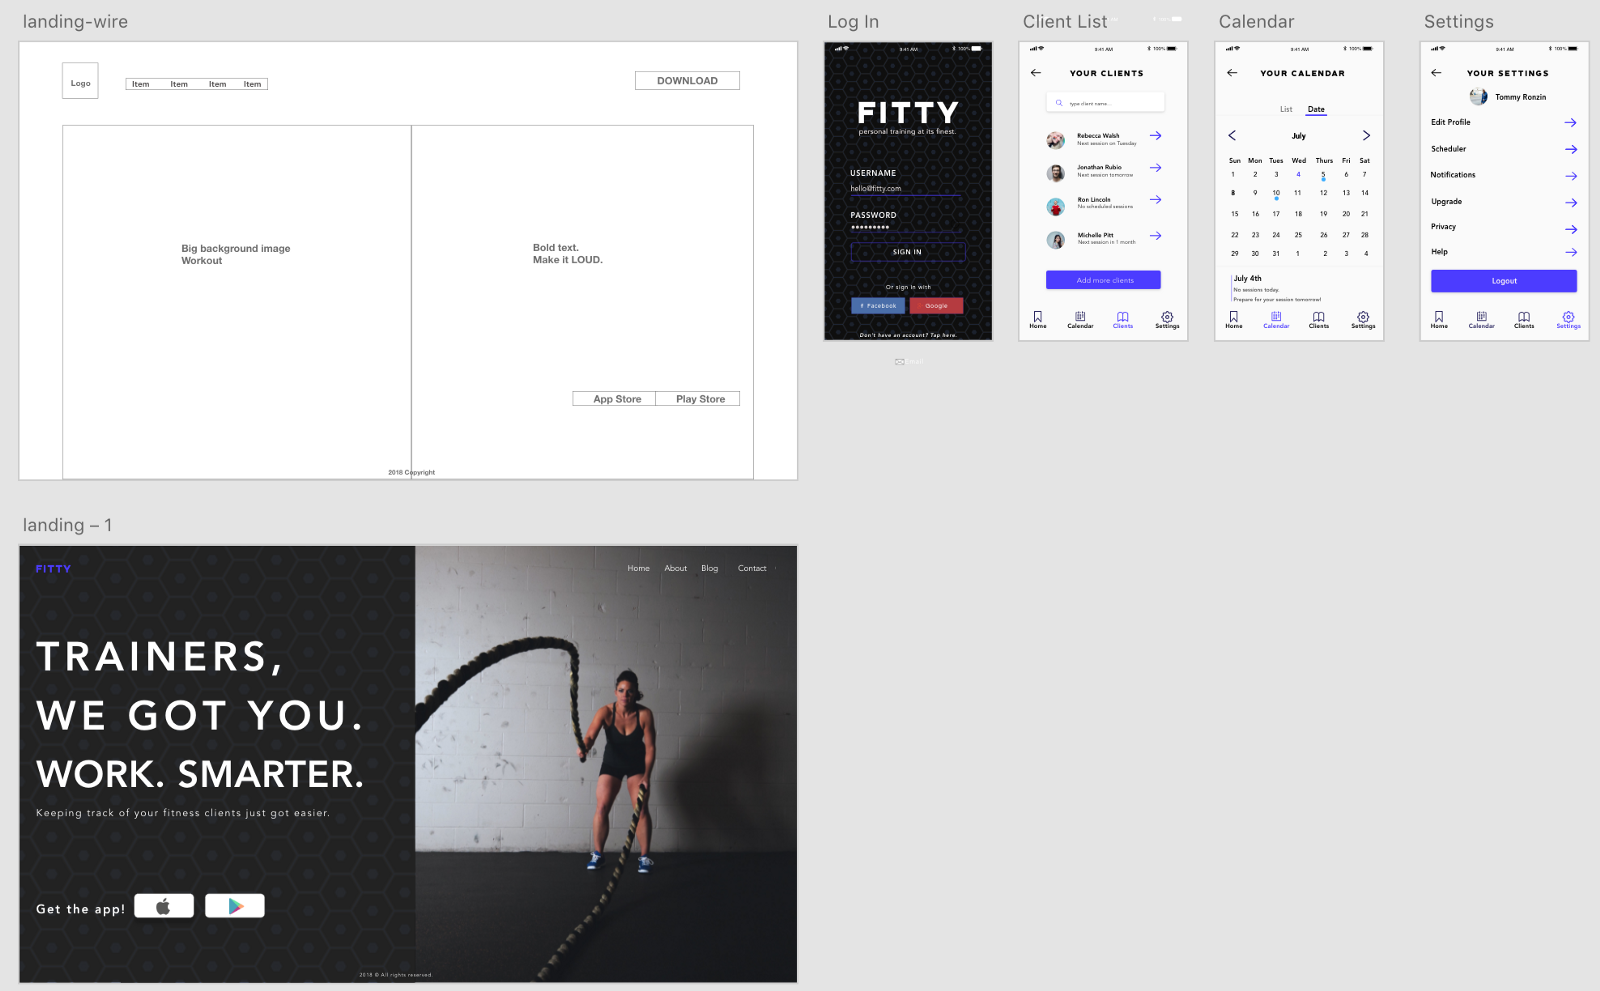 landing-wire
Logo
Item Item Item Item
DOWNLOAD
Big background image
Workout
Bold text.
Make it LOUD.
App Store Play Store
2018 Copyright
Log In
9:41 AM 100%
FITTY
personal training at its finest.
USERNAME
hello@fitty.com
PASSWORD
SIGN IN
Or sign in with
Facebook Google
Don't have an account? Tap here.
Client List
9:41 AM 100%
YOUR CLIENTS
type client name...
Rebecca Walsh
Next session on Tuesday
Jonathan Rubio
Next session tomorrow
Ron Lincoln
No scheduled sessions
Michelle Pitt
Next session in 1 month
Add more clients
Home Calendar Clients Settings
Calendar
9:41 AM 100%
YOUR CALENDAR
List Date
July
Sun Mon Tues Wed Thurs Fri Sat
1 2 3 4 5 6 7
8 9 10 11 12 13 14
15 16 17 18 19 20 21
22 23 24 25 26 27 28
29 30 31 1 2 3 4
July 4th
No sessions today.
Prepare for your session tomorrow!
Home Calendar Clients Settings
Settings
9:41 AM 100%
YOUR SETTINGS
Tommy Ronzin
Edit Profile
Scheduler
Notifications
Upgrade
Privacy
Help
Logout
Home Calendar Clients Settings
landing – 1
FITTY
Home About Blog Contact
TRAINERS,
WE GOT YOU.
WORK. SMARTER.
Keeping track of your fitness clients just got easier.
Get the app!
2018 © All rights reserved.